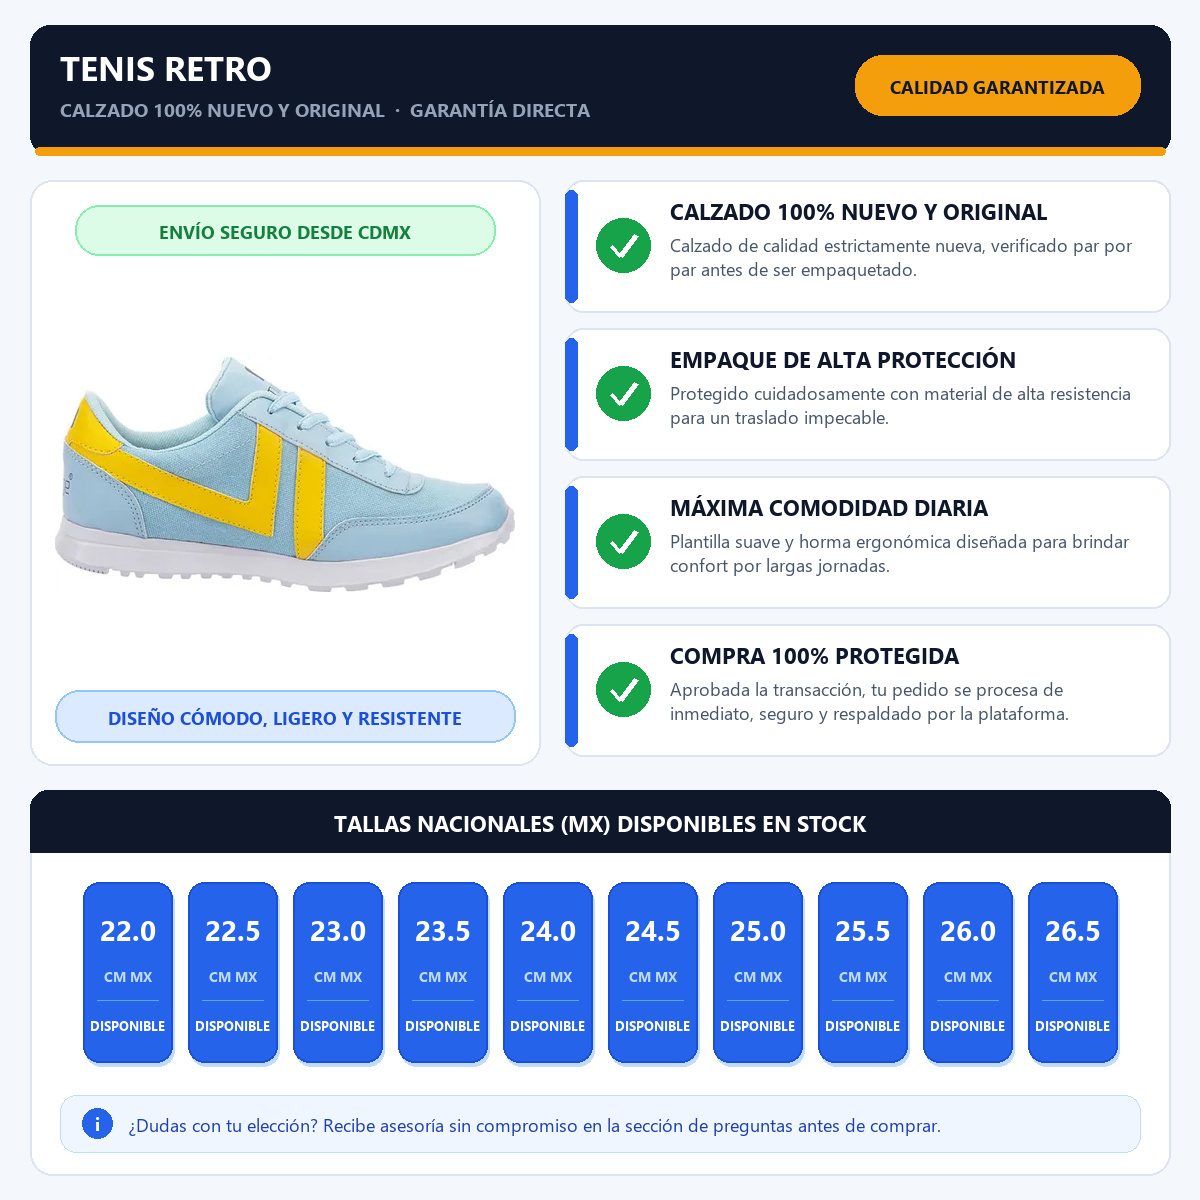 TENIS RETRO
CALZADO 100% NUEVO Y ORIGINAL · GARANTÍA DIRECTA
CALIDAD GARANTIZADA
ENVÍO SEGURO DESDE CDMX
DISEÑO CÓMODO, LIGERO Y RESISTENTE
CALZADO 100% NUEVO Y ORIGINAL
Calzado de calidad estrictamente nueva, verificado par por
par antes de ser empaquetado.
EMPAQUE DE ALTA PROTECCIÓN
Protegido cuidadosamente con material de alta resistencia
para un traslado impecable.
MÁXIMA COMODIDAD DIARIA
Plantilla suave y horma ergonómica diseñada para brindar
confort por largas jornadas.
COMPRA 100% PROTEGIDA
Aprobada la transacción, tu pedido se procesa de
inmediato, seguro y respaldado por la plataforma.
TALLAS NACIONALES (MX) DISPONIBLES EN STOCK
22.0 22.5 23.0 23.5 24.0 24.5 25.0 25.5 26.0 26.5
CM MX CM MX CM MX CM MX CM MX CM MX CM MX CM MX CM MX CM MX
DISPONIBLE DISPONIBLE DISPONIBLE DISPONIBLE DISPONIBLE DISPONIBLE DISPONIBLE DISPONIBLE DISPONIBLE DISPONIBLE
i ¿Dudas con tu elección? Recibe asesoría sin compromiso en la sección de preguntas antes de comprar.